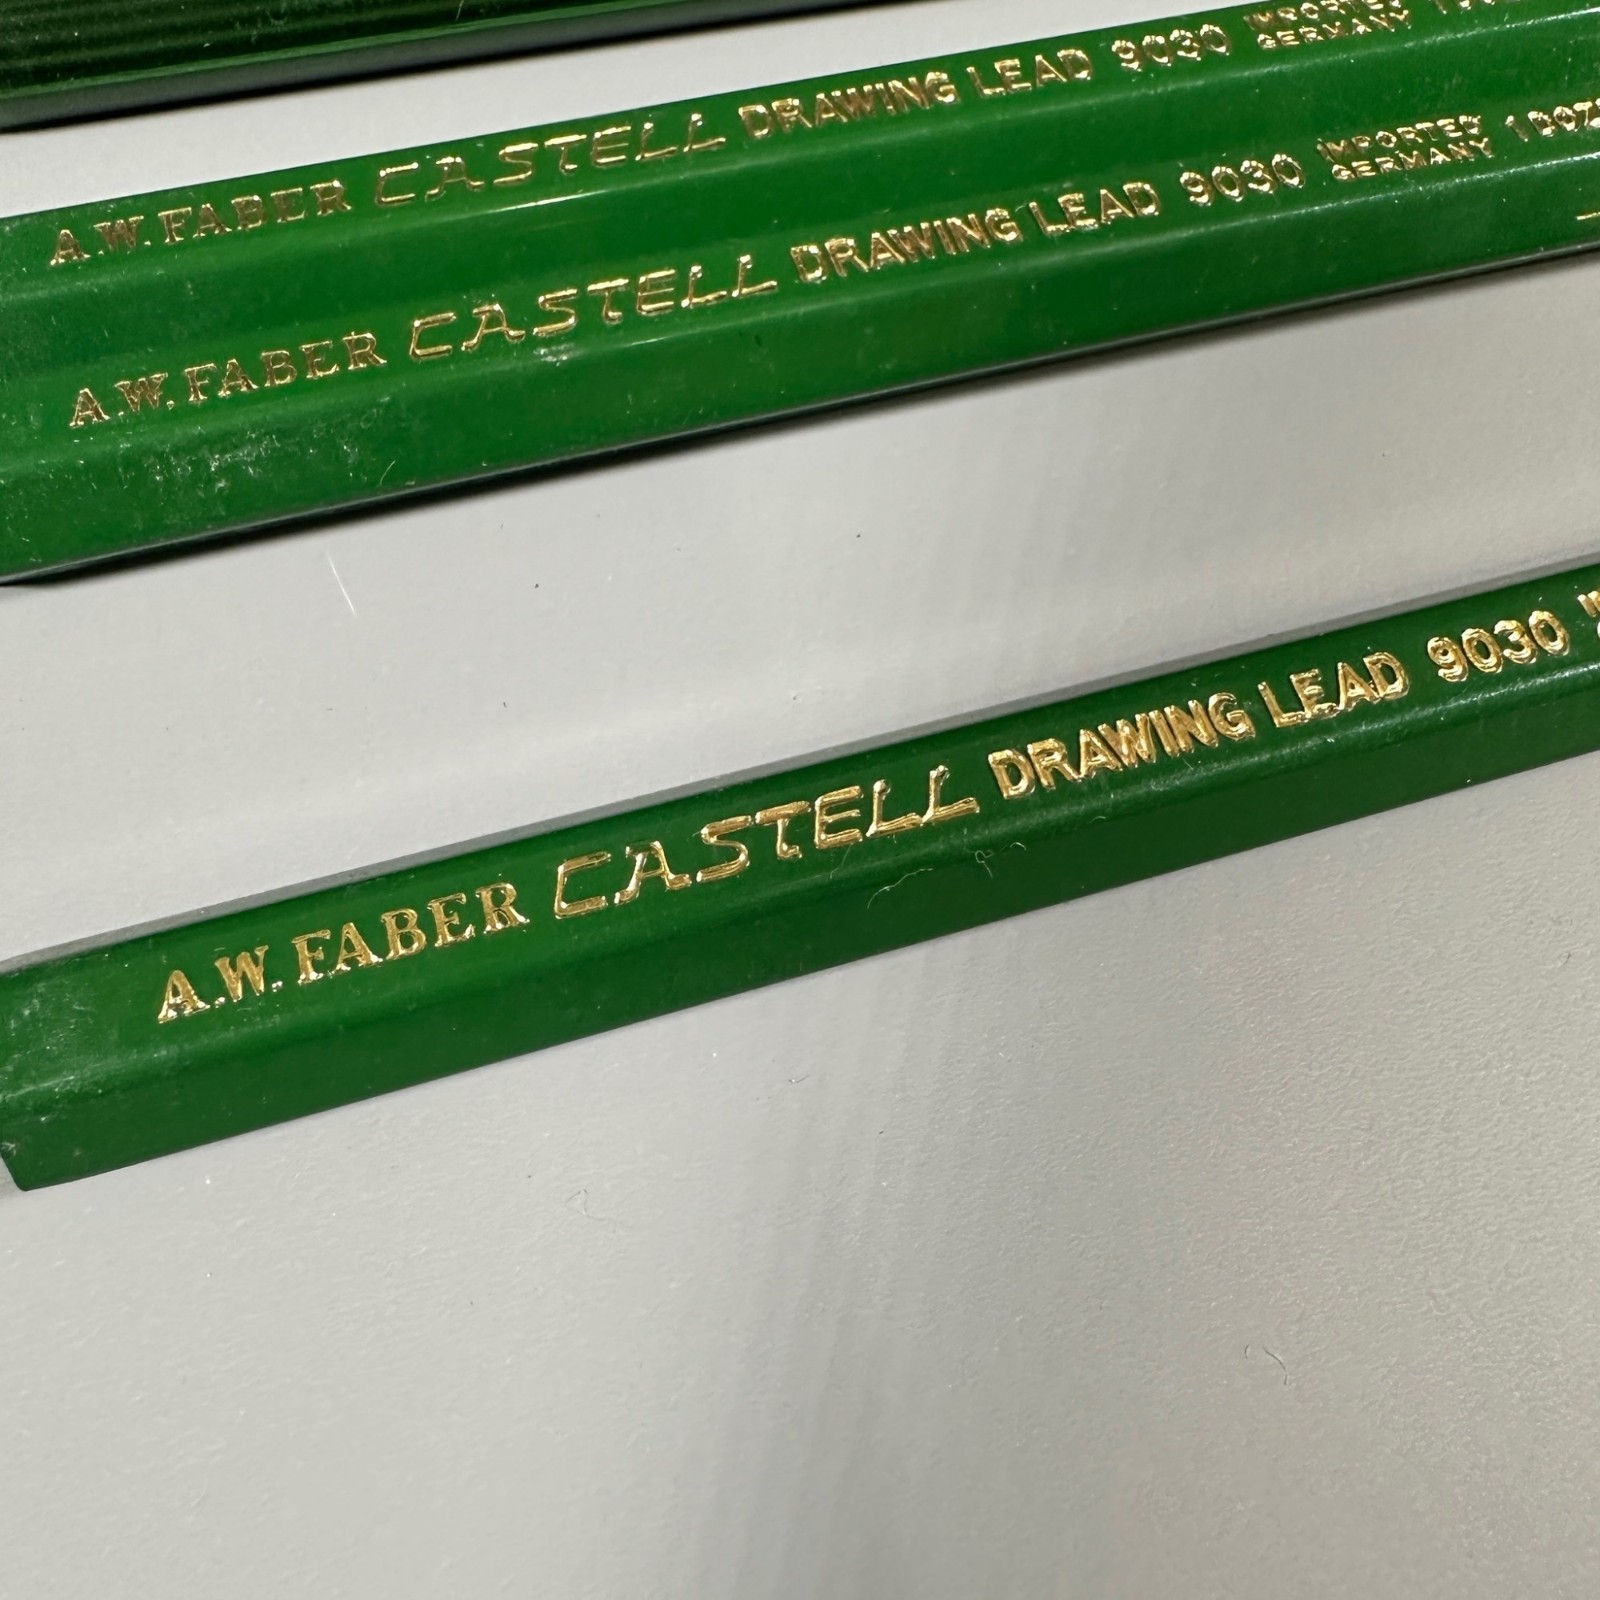 A.W. FABER CASTELL DRAWING LEAD 9030 IMPORTED GERMANY
A.W. FABER CASTELL DRAWING LEAD 9030 IMPORTED GERMANY
A.W. FABER CASTELL DRAWING LEAD 9030